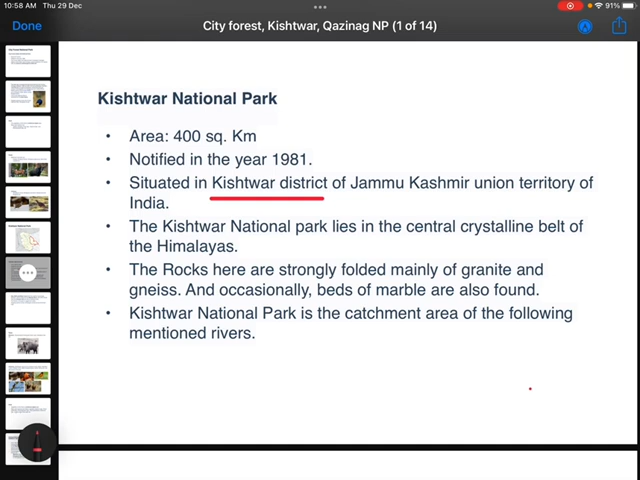 10:58 AM Thu 29 Dec
91%
Done
City forest, Kishtwar, Qazinag NP (1 of 14)
Kishtwar National Park
• Area: 400 sq. Km
• Notified in the year 1981.
• Situated in Kishtwar district of Jammu Kashmir union territory of
India.
• The Kishtwar National park lies in the central crystalline belt of
the Himalayas.
• The Rocks here are strongly folded mainly of granite and
gneiss. And occasionally, beds of marble are also found.
• Kishtwar National Park is the catchment area of the following
mentioned rivers.